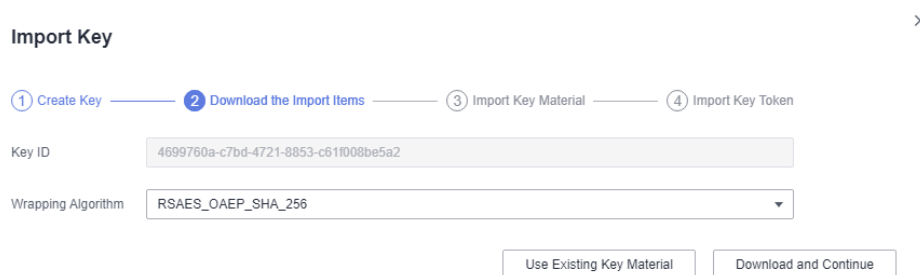 Import Key
1 Create Key 2 Download the Import Items 3 Import Key Material 4 Import Key Token
Key ID 4699760a-c7bd-4721-8853-c61f008be5a2
Wrapping Algorithm RSAES_OAEP_SHA_256
Use Existing Key Material Download and Continue